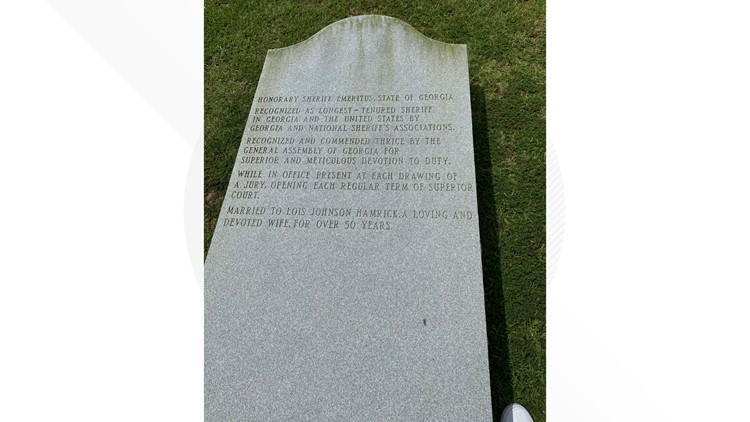 HONORARY SHERIFF EMERITUS, STATE OF GEORGIA
RECOGNIZED AS LONGEST-TENURED SHERIFF
IN GEORGIA AND THE UNITED STATES BY
GEORGIA AND NATIONAL SHERIFF'S ASSOCIATIONS.
RECOGNIZED AND COMMENDED THRICE BY THE
GENERAL ASSEMBLY OF GEORGIA FOR
SUPERIOR AND METICULOUS DEVOTION TO DUTY.
WHILE IN OFFICE PRESENT AT EACH DRAWING OF
A JURY, OPENING EACH REGULAR TERM OF SUPERIOR
COURT.
MARRIED TO LOIS JOHNSON HAMRICK, A LOVING AND
DEVOTED WIFE, FOR OVER 50 YEARS.